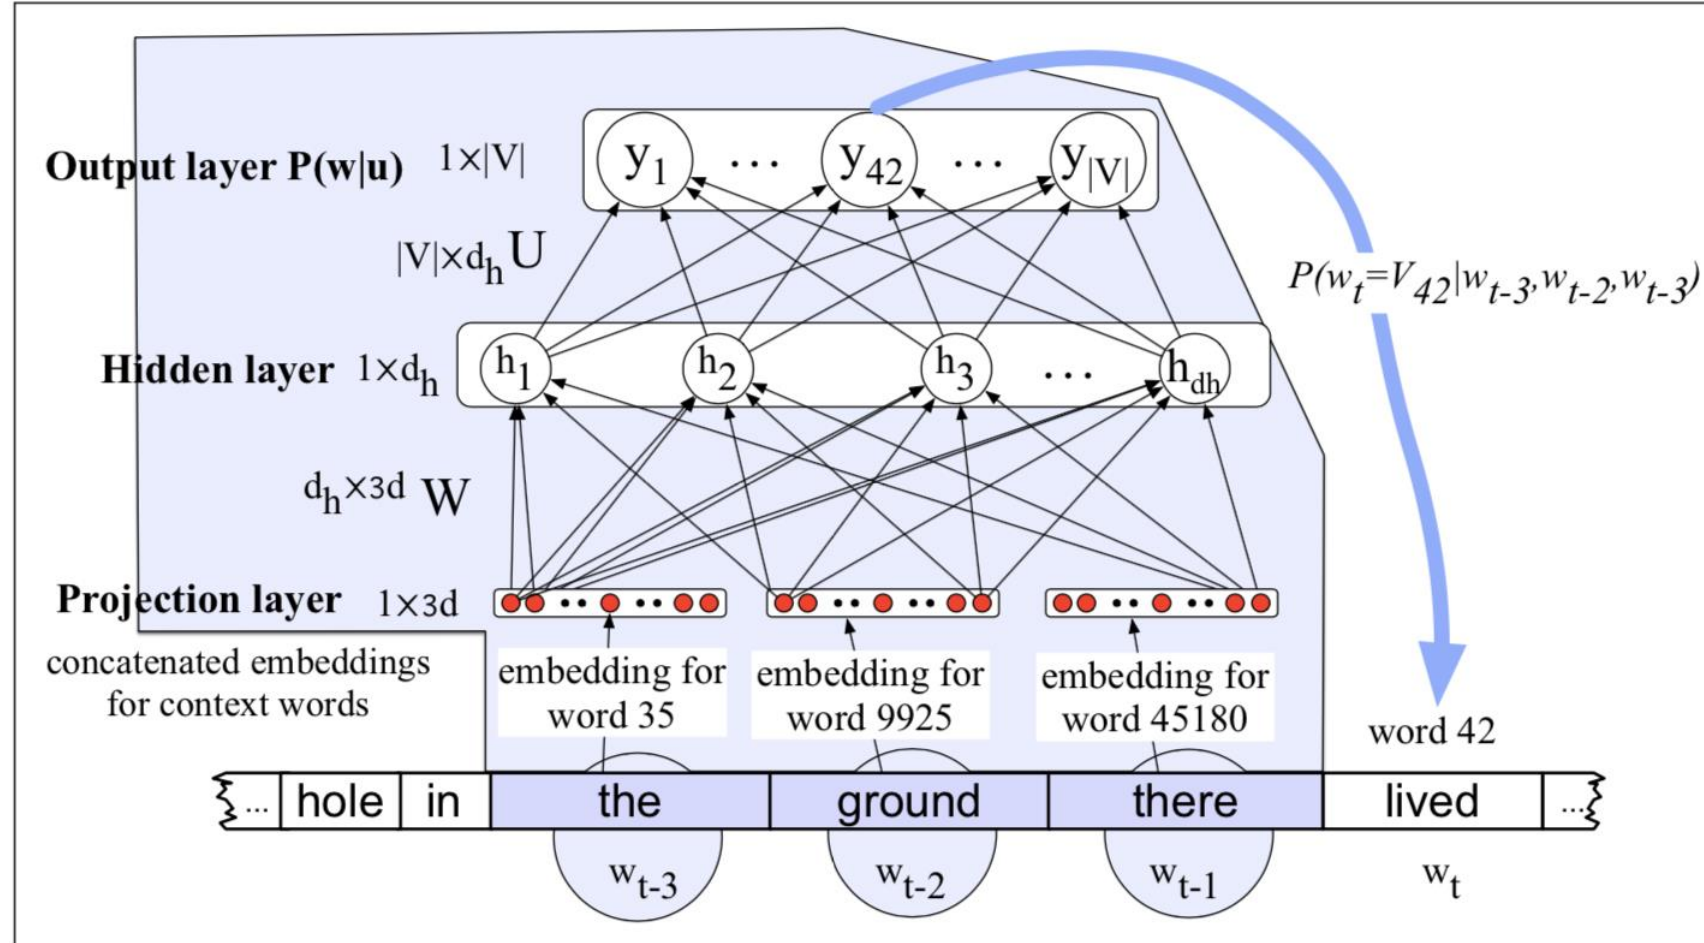 Output layer P(w|u) 1×|V| y1 ... y42 ... y|V|
|V|×dh U
P(wt=V42|wt-3,wt-2,wt-3)
Hidden layer 1×dh h1 h2 h3 ... hdh
dh×3d W
Projection layer 1×3d
concatenated embeddings
for context words
embedding for
word 35
embedding for
word 9925
embedding for
word 45180
word 42
... hole in the ground there lived ...
wt-3 wt-2 wt-1 wt